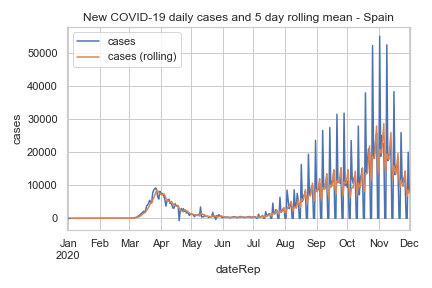 New COVID-19 daily cases and 5 day rolling mean - Spain
cases
cases (rolling)
50000
40000
30000
20000
10000
0
cases
Jan Feb Mar Apr May Jun Jul Aug Sep Oct Nov Dec
2020
dateRep